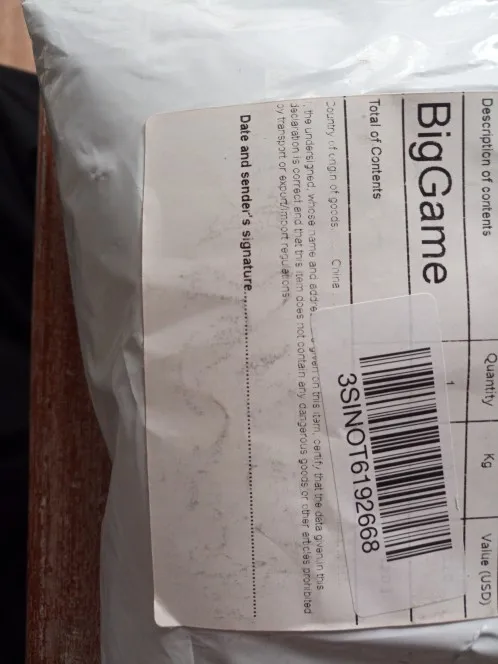 Description of contents Quantity Kg Value (USD)
BigGame 1
Total of Contents
3SINOT6192668
Country of origin of goods: China
the undersigned, whose name and given on this item, certify that the data given in this
declaration is correct and that this item does not contain any dangerous goods or other articles prohibited
by transport or export/import regulations
Date and sender's signature